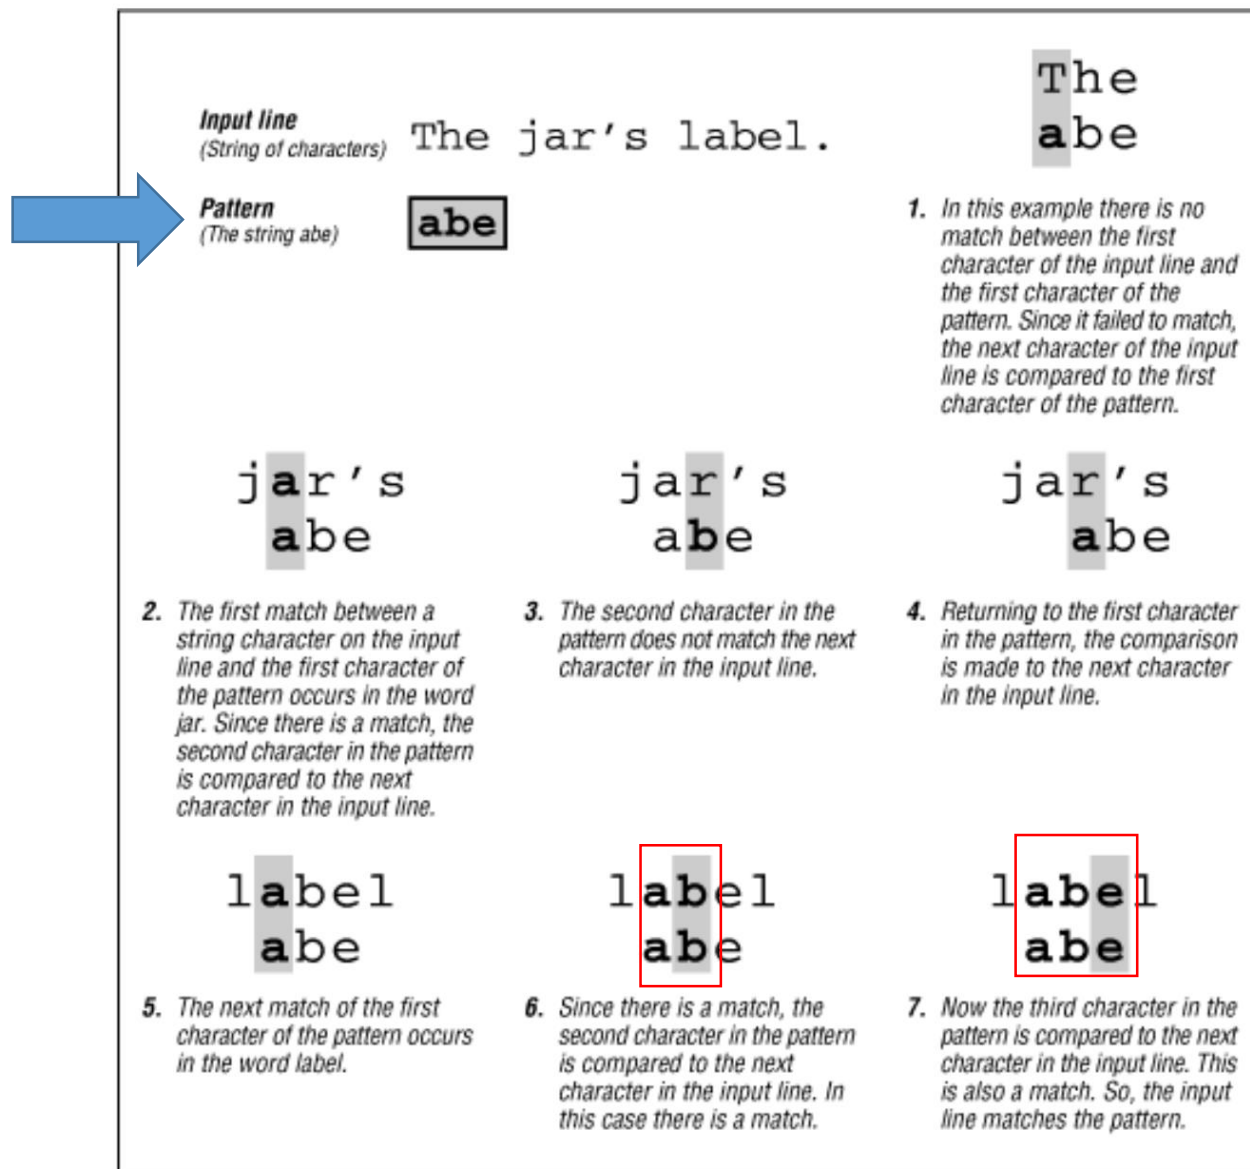 Input line
(String of characters)
The jar's label.
Pattern
(The string abe)
abe
The
abe
1. In this example there is no
match between the first
character of the input line and
the first character of the
pattern. Since it failed to match,
the next character of the input
line is compared to the first
character of the pattern.
jar's
abe
2. The first match between a
string character on the input
line and the first character of
the pattern occurs in the word
jar. Since there is a match, the
second character in the pattern
is compared to the next
character in the input line.
jar's
abe
3. The second character in the
pattern does not match the next
character in the input line.
jar's
abe
4. Returning to the first character
in the pattern, the comparison
is made to the next character
in the input line.
label
abe
5. The next match of the first
character of the pattern occurs
in the word label.
label
abe
6. Since there is a match, the
second character in the pattern
is compared to the next
character in the input line. In
this case there is a match.
label
abe
7. Now the third character in the
pattern is compared to the next
character in the input line. This
is also a match. So, the input
line matches the pattern.